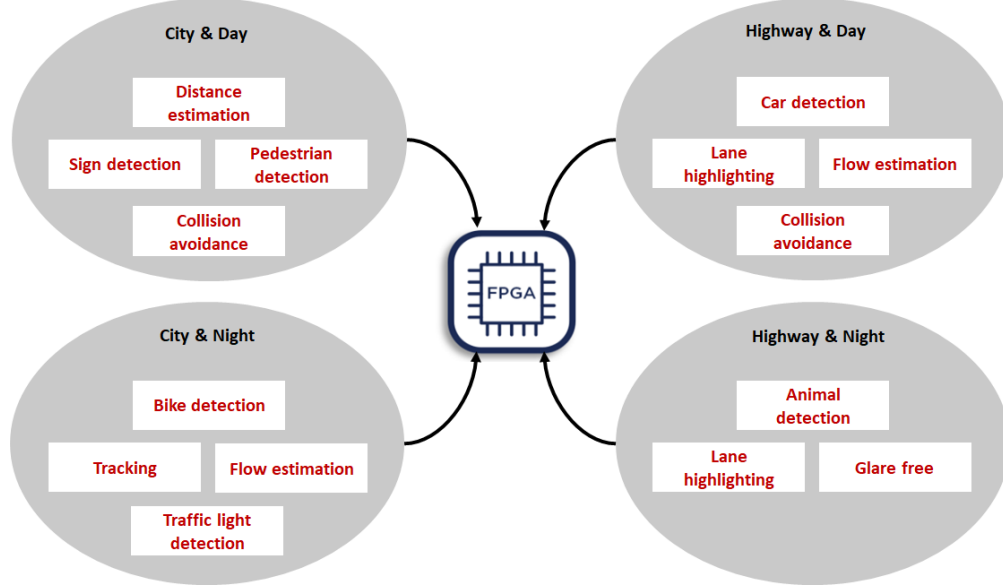 City & Day
Distance
estimation
Sign detection
Pedestrian
detection
Collision
avoidance
Highway & Day
Car detection
Lane
highlighting
Flow estimation
Collision
avoidance
FPGA
City & Night
Bike detection
Tracking
Flow estimation
Traffic light
detection
Highway & Night
Animal
detection
Lane
highlighting
Glare free